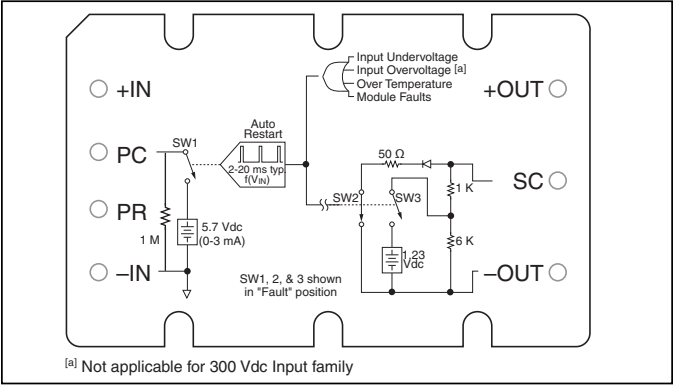 Input Undervoltage
Input Overvoltage [a]
Over Temperature
Module Faults
+IN
+OUT
Auto
Restart
SW1
PC
2-20 ms typ.
f(VIN)
50 Ω
SC
1 K
SW2
SW3
PR
5.7 Vdc
(0-3 mA)
1 M
6 K
1.23
Vdc
–IN
–OUT
SW1, 2, & 3 shown
in "Fault" position
[a] Not applicable for 300 Vdc Input family